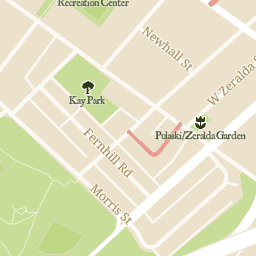 Recreation Center
Newhall St
W Zeralda S
Kay Park
Pulaski/Zeralda Garden
Fernhill Rd
Morris St